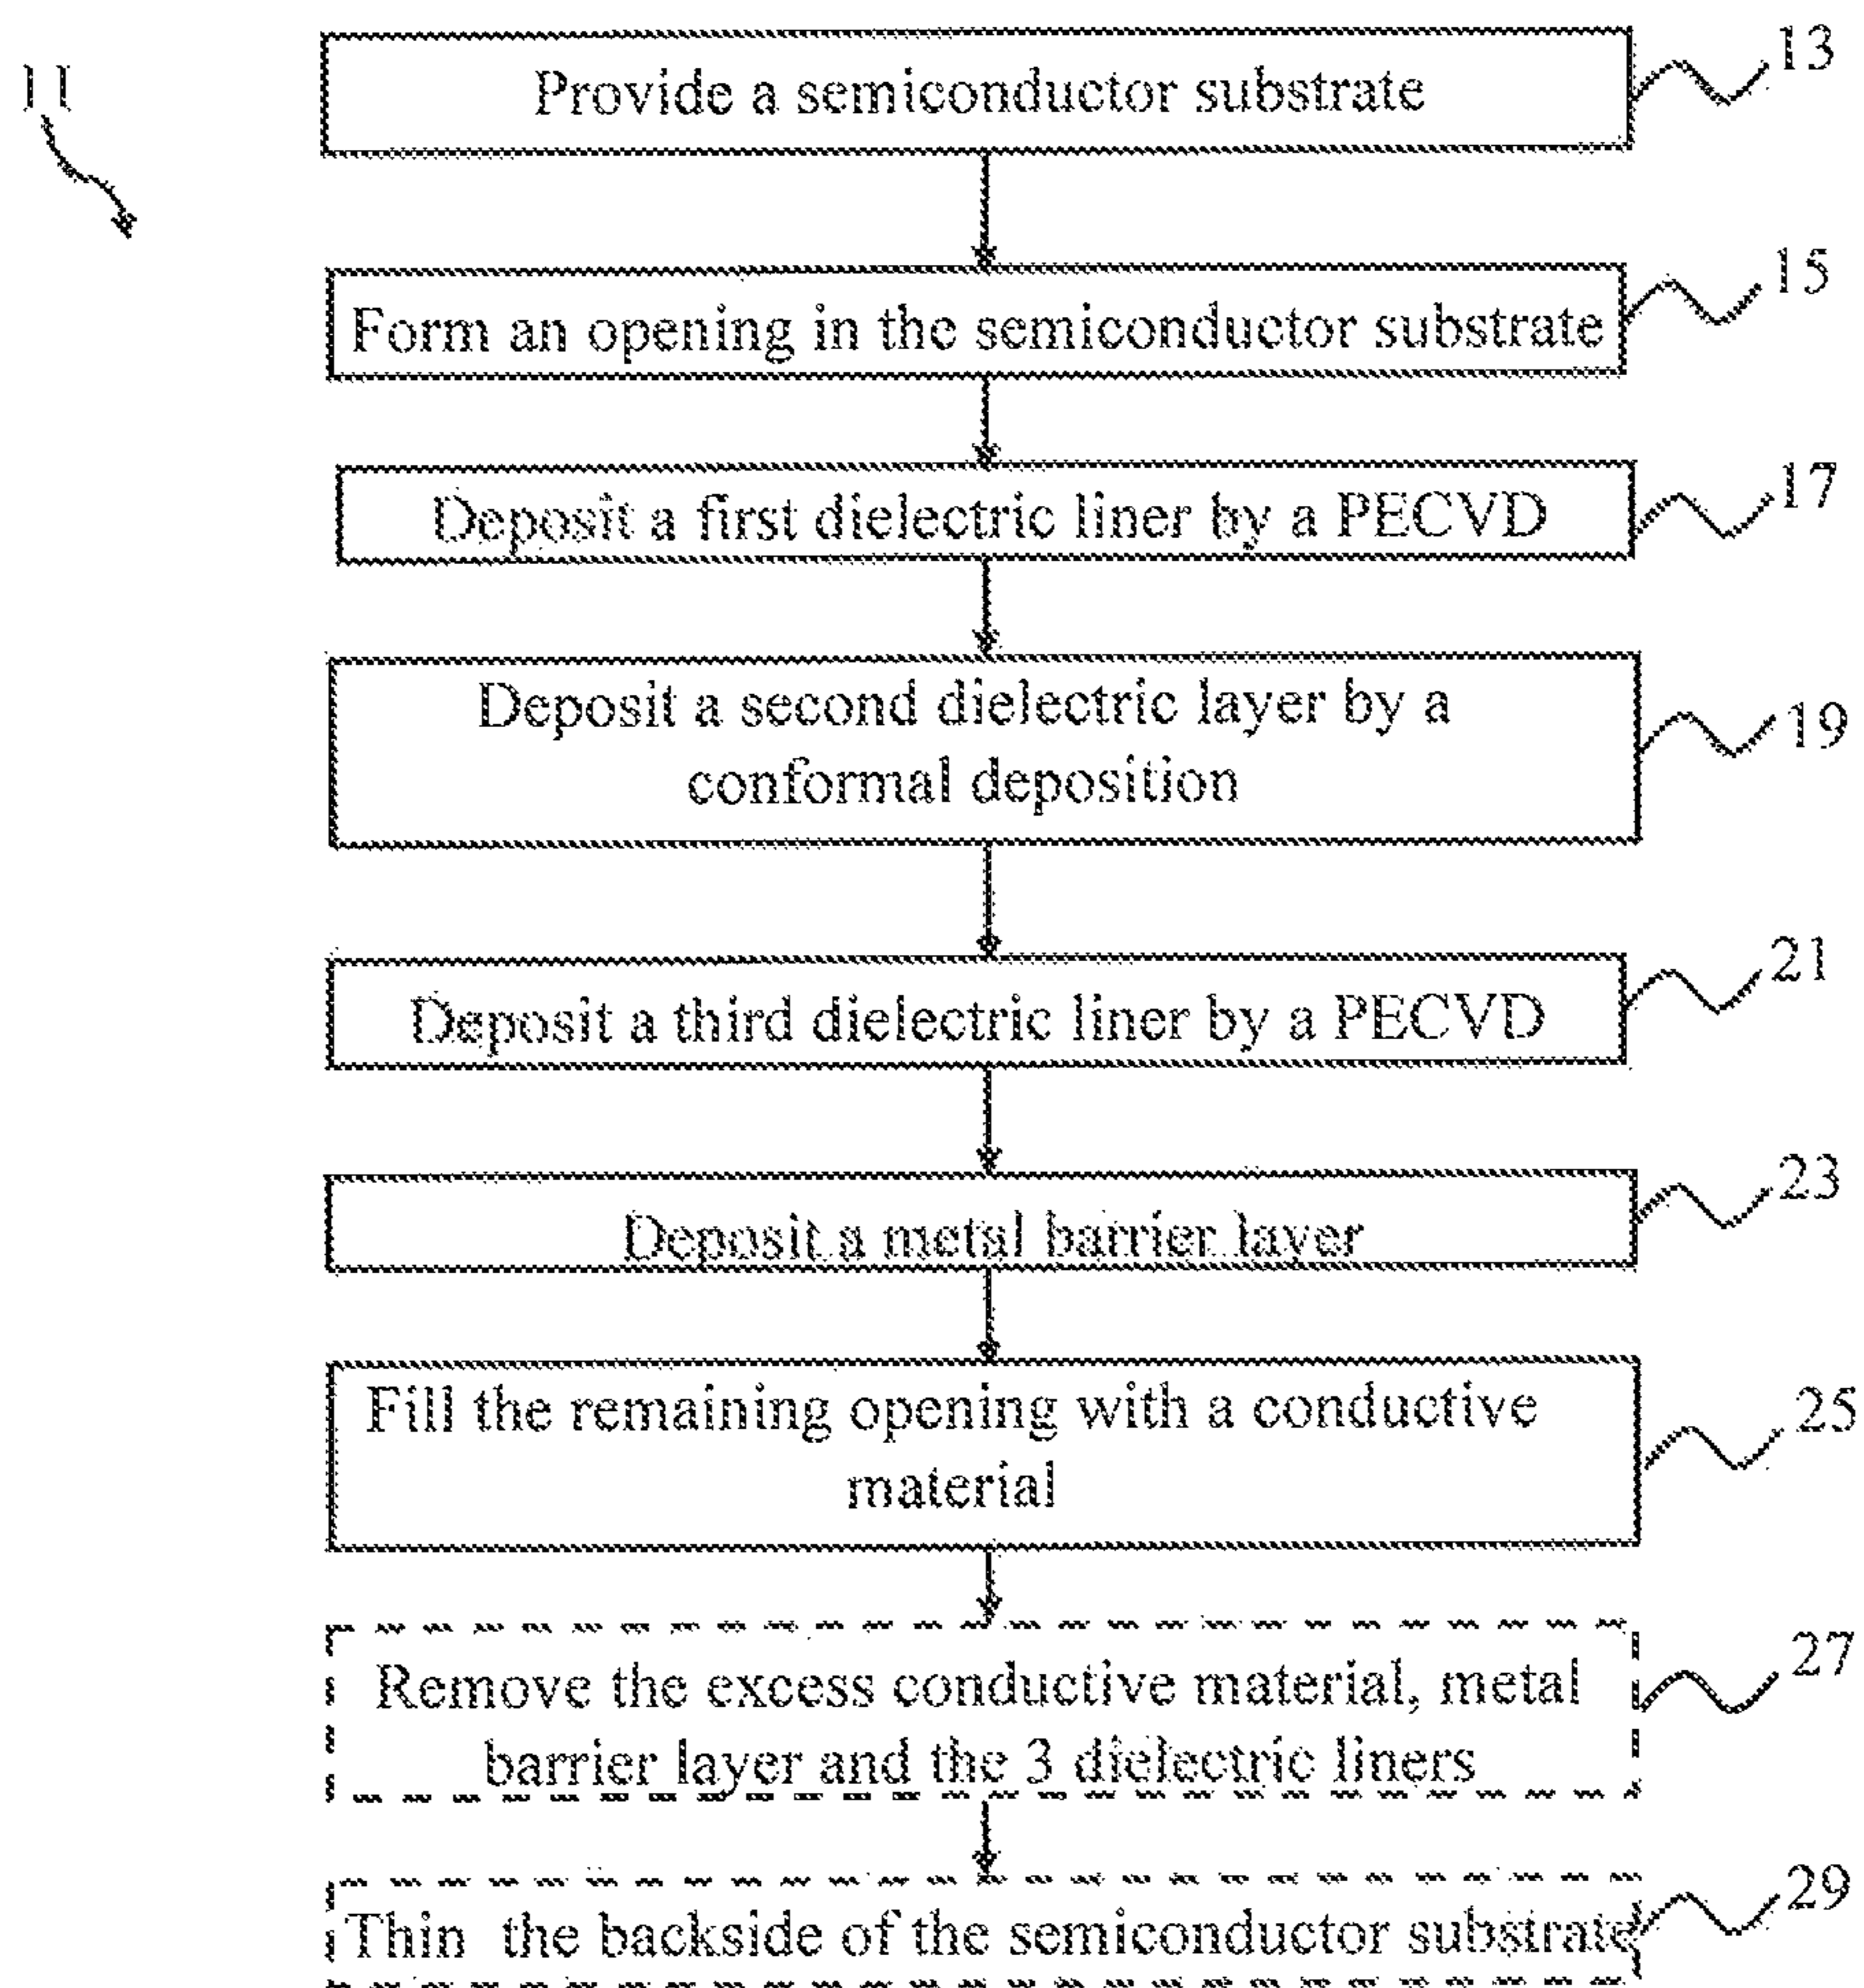 11
Provide a semiconductor substrate
13
Form an opening in the semiconductor substrate
15
Deposit a first dielectric liner by a PECVD
17
Deposit a second dielectric layer by a
conformal deposition
19
Deposit a third dielectric liner by a PECVD
21
Deposit a metal barrier layer
23
Fill the remaining opening with a conductive
material
25
Remove the excess conductive material, metal
barrier layer and the 3 dielectric liners
27
Thin the backside of the semiconductor substrate
29